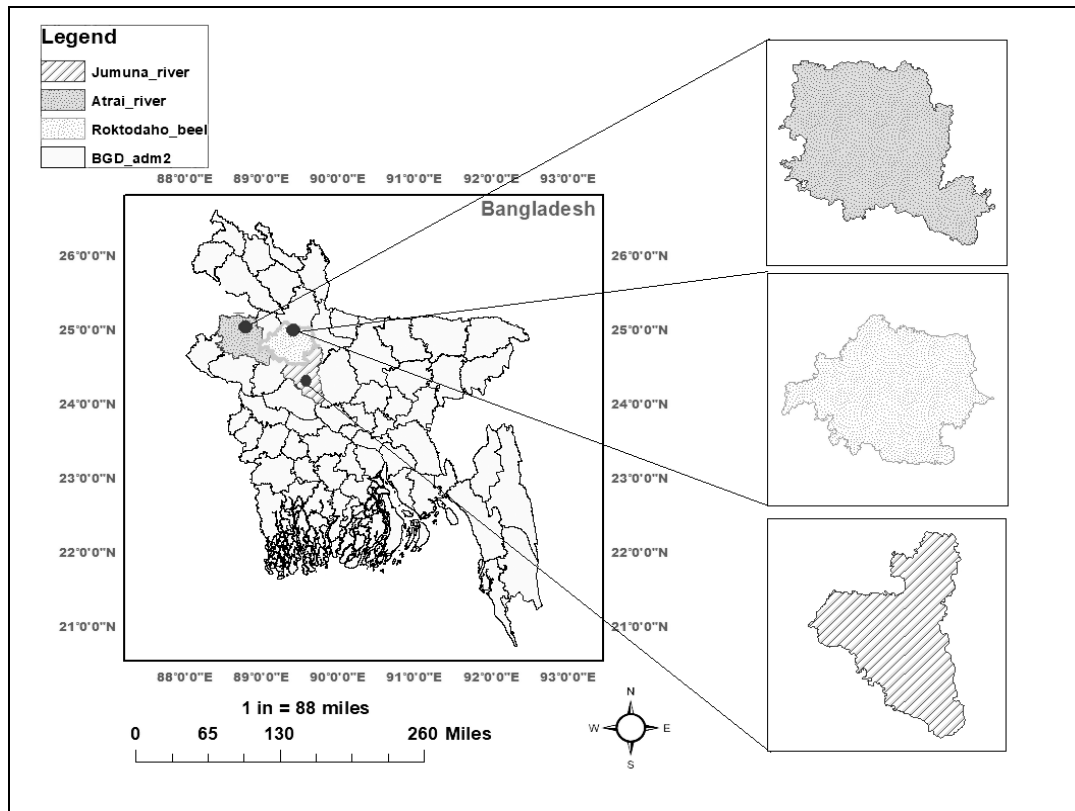 Legend
Jumuna_river
Atrai_river
Roktodaho_beel
BGD_adm2
88°0'0"E 89°0'0"E 90°0'0"E 91°0'0"E 92°0'0"E 93°0'0"E
Bangladesh
26°0'0"N 26°0'0"N
25°0'0"N 25°0'0"N
24°0'0"N 24°0'0"N
23°0'0"N 23°0'0"N
22°0'0"N 22°0'0"N
21°0'0"N 21°0'0"N
88°0'0"E 89°0'0"E 90°0'0"E 91°0'0"E 92°0'0"E 93°0'0"E
1 in = 88 miles
0 65 130 260 Miles
N
W E
S